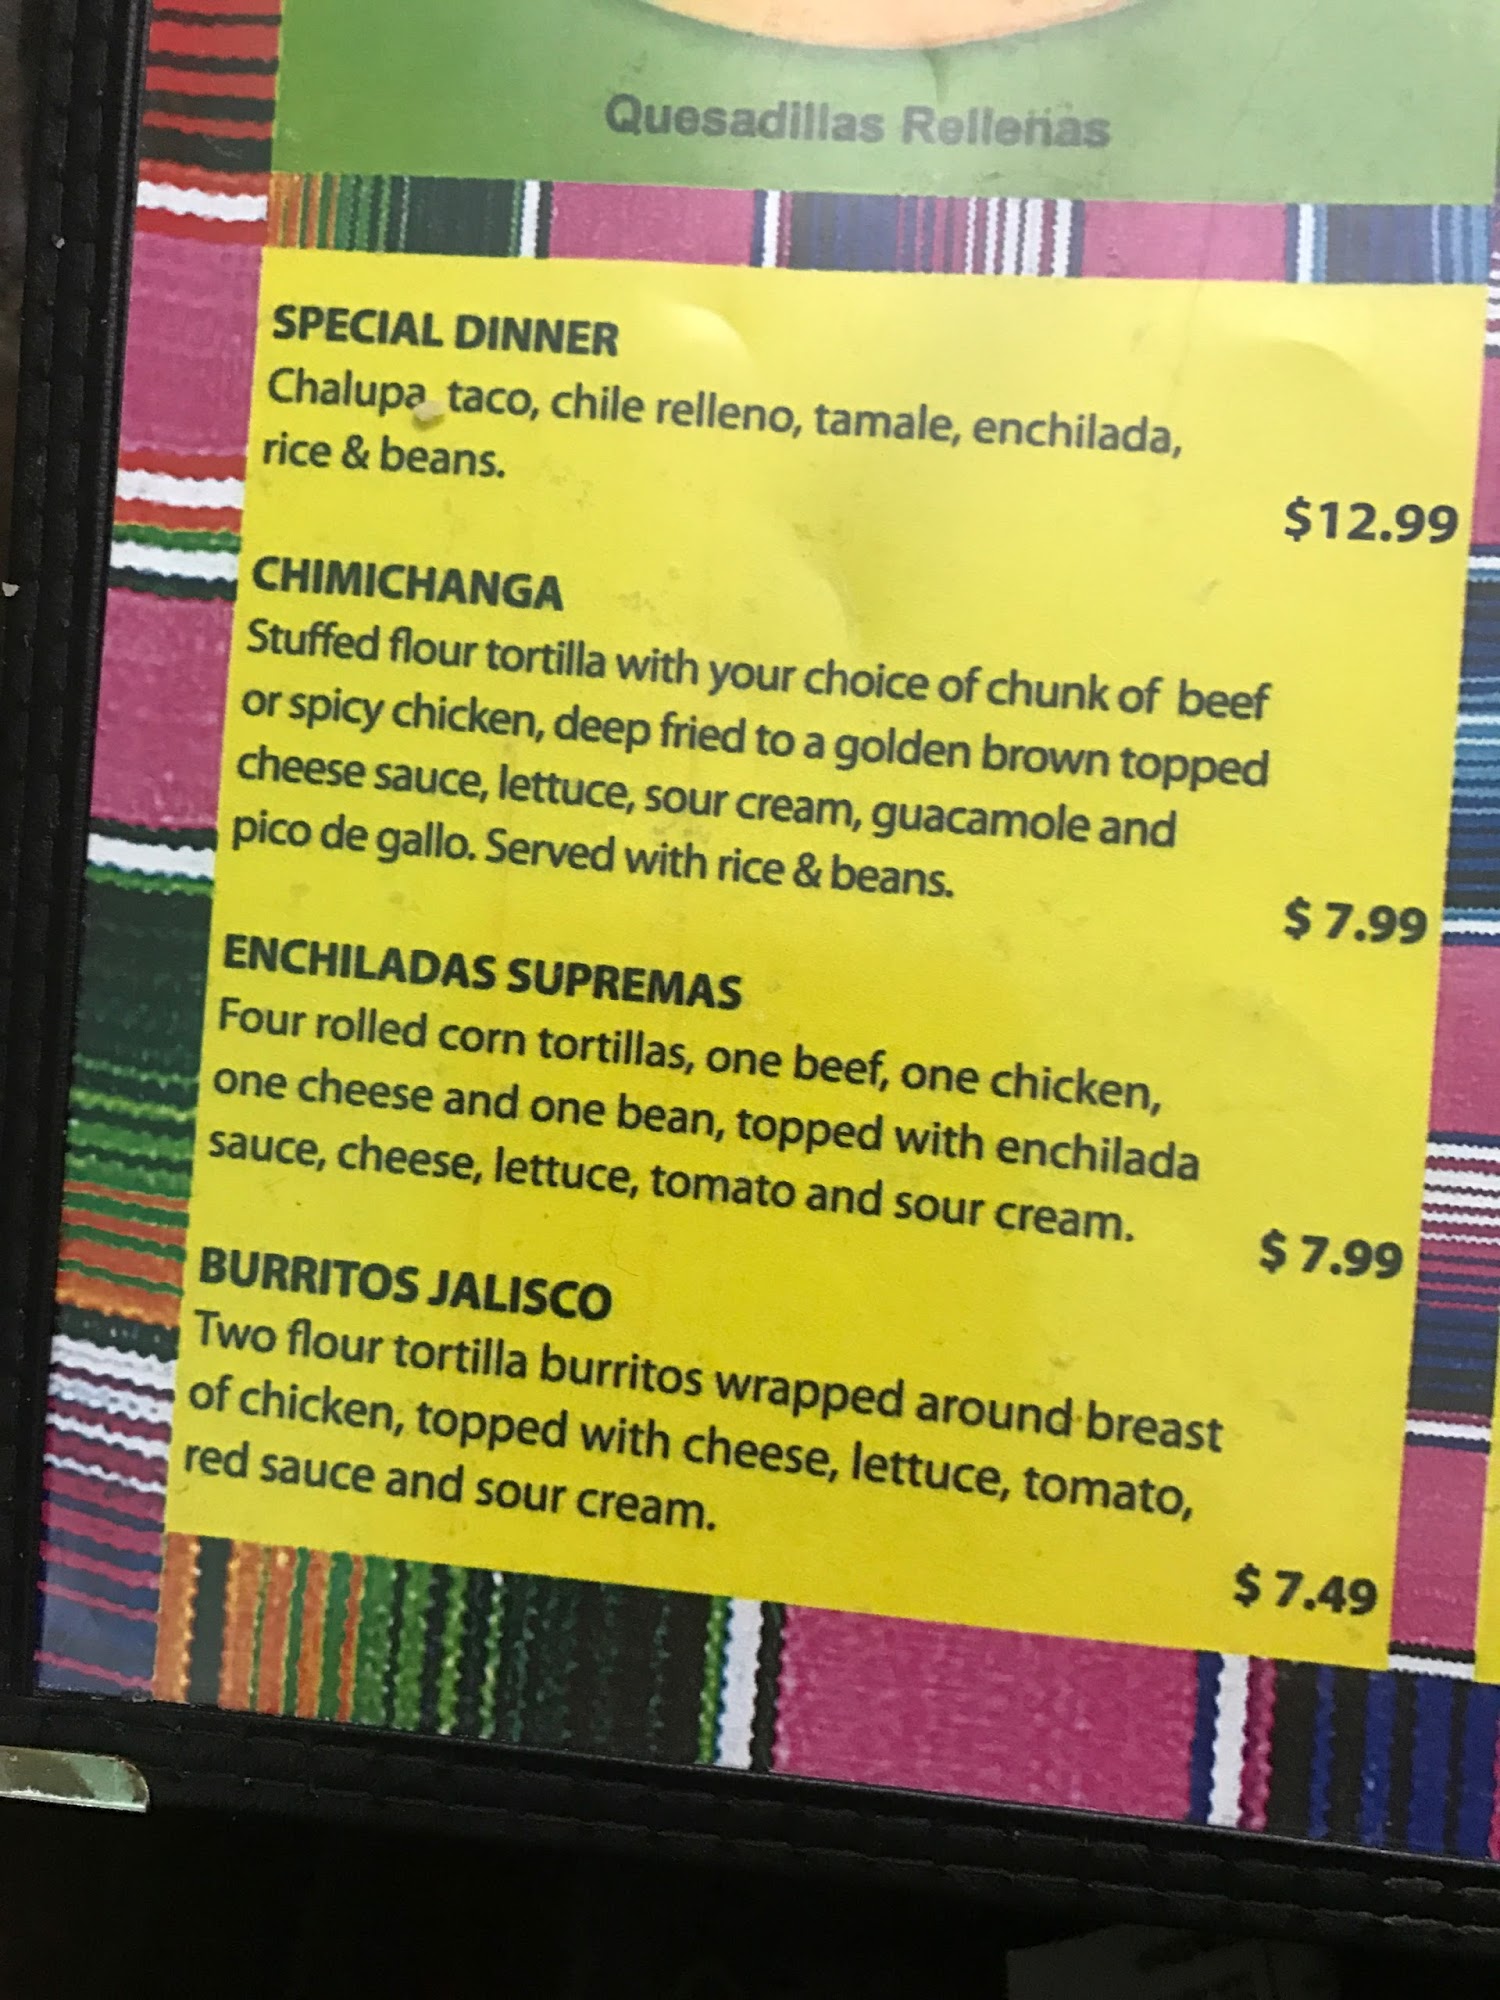 Quesadillas Rellenas
SPECIAL DINNER
Chalupa, taco, chile relleno, tamale, enchilada,
rice & beans.
$12.99
CHIMICHANGA
Stuffed flour tortilla with your choice of chunk of beef
or spicy chicken, deep fried to a golden brown topped
cheese sauce, lettuce, sour cream, guacamole and
pico de gallo. Served with rice & beans.
$ 7.99
ENCHILADAS SUPREMAS
Four rolled corn tortillas, one beef, one chicken,
one cheese and one bean, topped with enchilada
sauce, cheese, lettuce, tomato and sour cream.
$ 7.99
BURRITOS JALISCO
Two flour tortilla burritos wrapped around breast
of chicken, topped with cheese, lettuce, tomato,
red sauce and sour cream.
$ 7.49